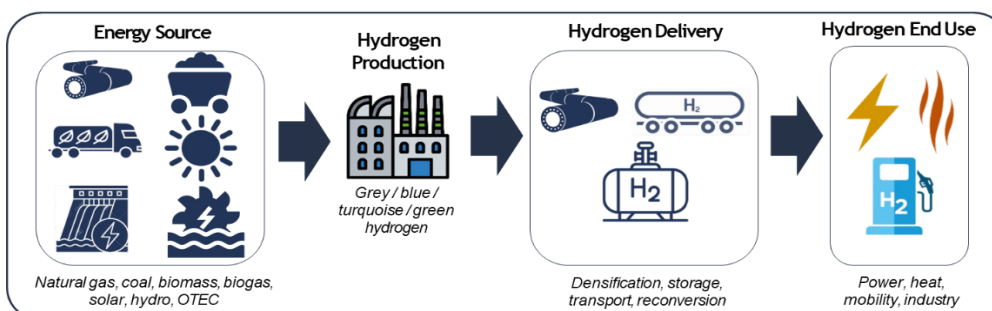 Energy Source
Natural gas, coal, biomass, biogas,
solar, hydro, OTEC
Hydrogen
Production
Grey / blue /
turquoise / green
hydrogen
Hydrogen Delivery
H2
H2
Densification, storage,
transport, reconversion
Hydrogen End Use
H2
Power, heat,
mobility, industry